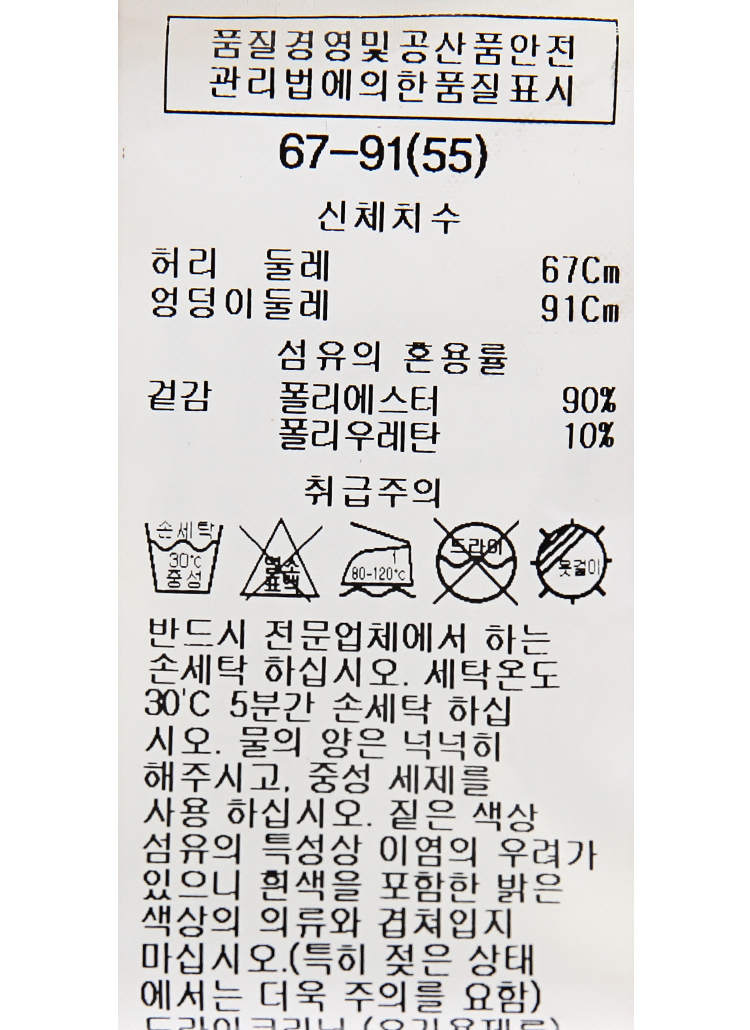 품질경영및공산품안전
관리법에의한품질표시
67-91(55)
신체치수
허리 둘레 67Cm
엉덩이둘레 91Cm
섬유의 혼용률
겉감 폴리에스터 90%
폴리우레탄 10%
취급주의
손세탁 30℃ 중성
염소 표백
1 80-120℃
드라이
옷걸이
반드시 전문업체에서 하는
손세탁 하십시오. 세탁온도
30'C 5분간 손세탁 하십
시오. 물의 양은 넉넉히
해주시고, 중성 세제를
사용 하십시오. 짙은 색상
섬유의 특성상 이염의 우려가
있으니 흰색을 포함한 밝은
색상의 의류와 겹쳐입지
마십시오.(특히 젖은 상태
에서는 더욱 주의를 요함)